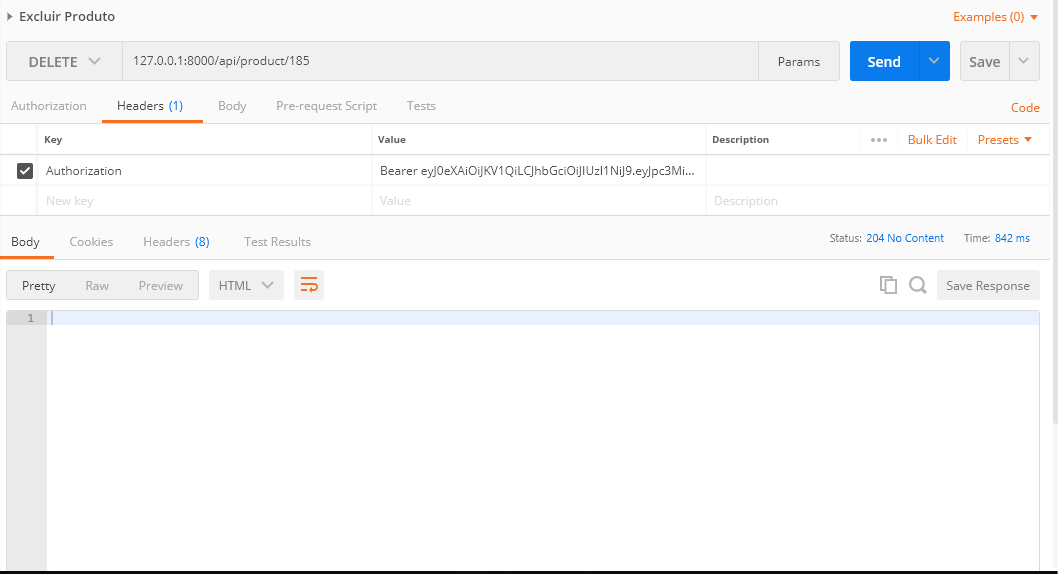 Excluir Produto
Examples (0)
DELETE
127.0.0.1:8000/api/product/185
Params
Send
Save
Authorization
Headers (1)
Body
Pre-request Script
Tests
Code
Key
Value
Description
Bulk Edit
Presets
Authorization
Bearer eyJ0eXAiOiJKV1QiLCJhbGciOiJIUzI1NiJ9.eyJpc3Mi...
New key
Value
Description
Body
Cookies
Headers (8)
Test Results
Status: 204 No Content
Time: 842 ms
Pretty
Raw
Preview
HTML
Save Response
1